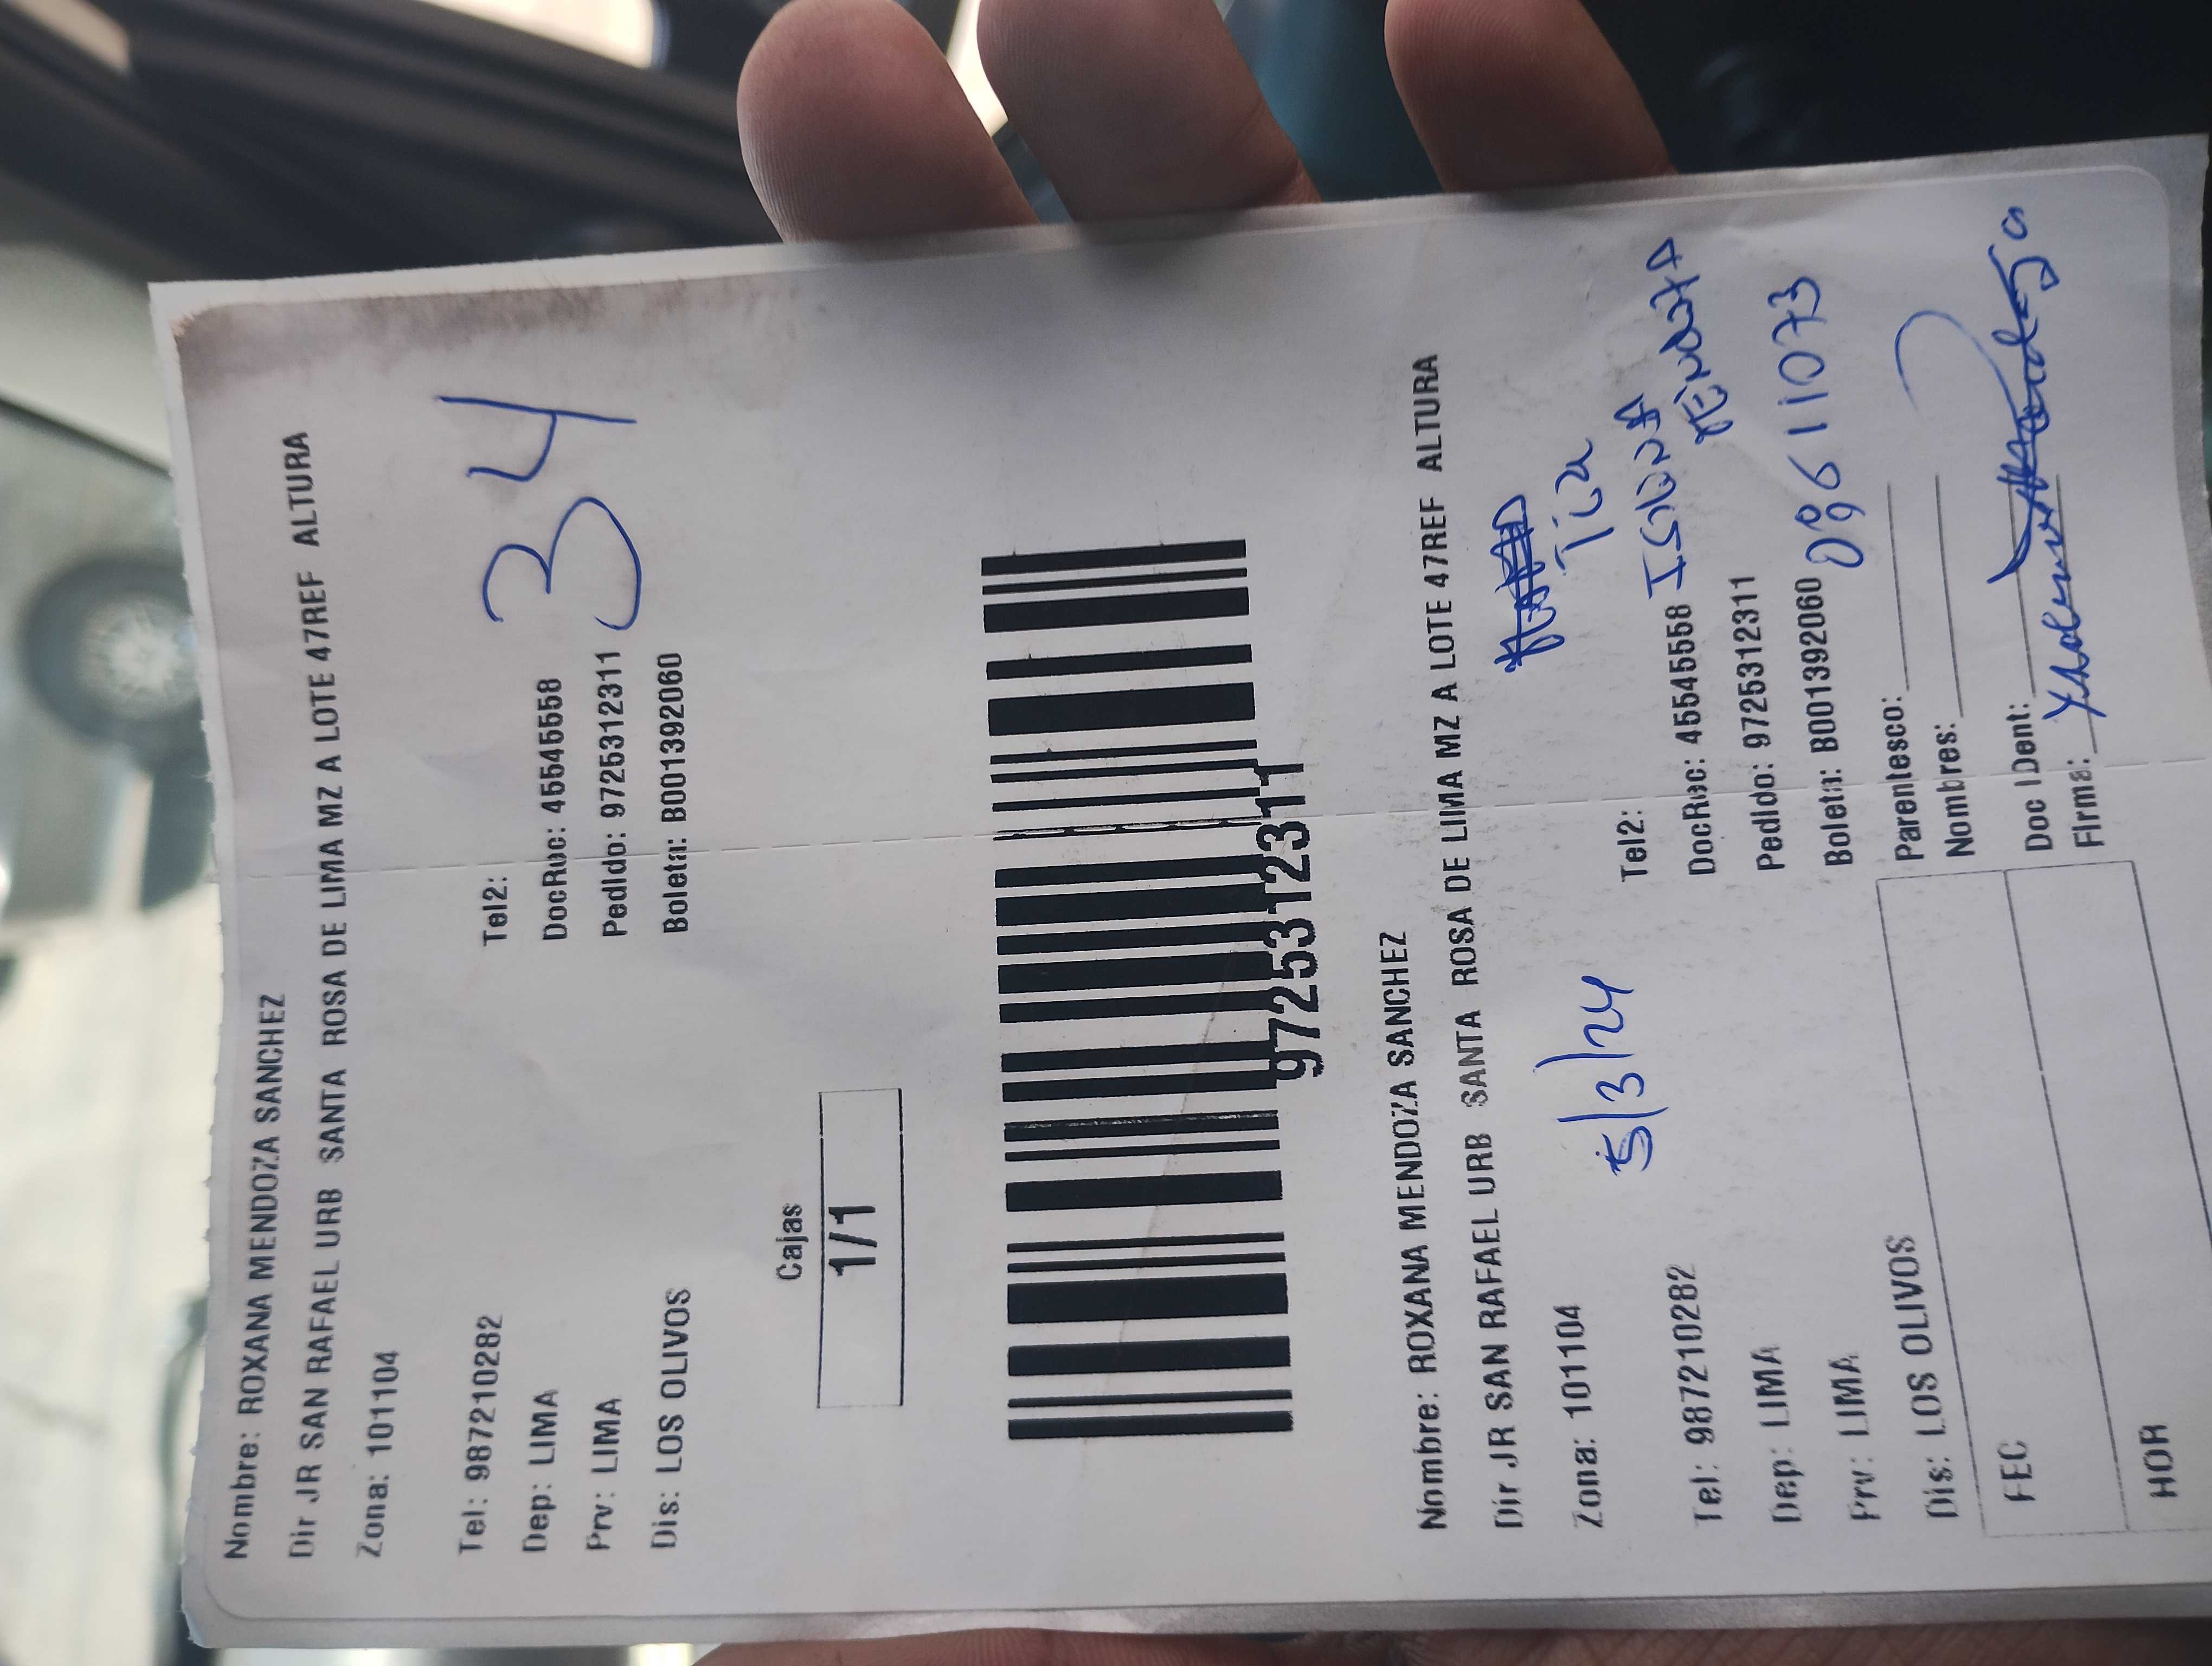 Nombre: ROXANA MENDOZA SANCHEZ
Dir JR SAN RAFAEL URB SANTA ROSA DE LIMA MZ A LOTE 47REF ALTURA
Zona: 101104
34
Tel: 987210282 Tel2:
Dep: LIMA DocRuc: 45545558
Prv: LIMA Pedido: 9725312311
Dis: LOS OLIVOS Boleta: B001392060
Cajas
1/1
9725312311
Nombre: ROXANA MENDOZA SANCHEZ
Dir JR SAN RAFAEL URB SANTA ROSA DE LIMA MZ A LOTE 47REF ALTURA
Zona: 101104
5/3/24
Tia
Tel: 987210282 Tel2:
MENDOZA
Dep: LIMA DocRuc: 45545558
Prv: LIMA Pedido: 9725312311
Dis: LOS OLIVOS Boleta: B001392060
Parentesco:
FEC Nombres:
Doc IDent:
HOR Firma: